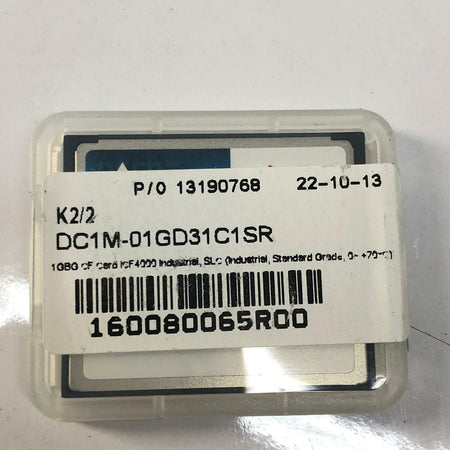 P/O 13190768 22-10-13
K2/2
DC1M-01GD31C1SR
1GBG CF Card iCF4000 Industrial, SLC (Industrial, Standard Grade, 0~ +70°C)
160080065R00